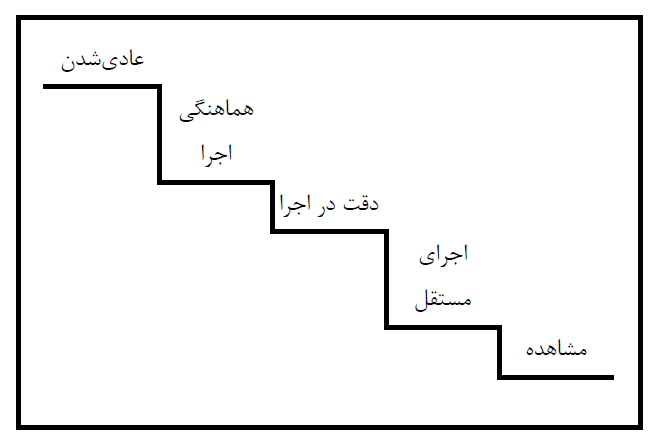 عادی‌شدن
هماهنگی
اجرا
دقت در اجرا
اجرای
مستقل
مشاهده